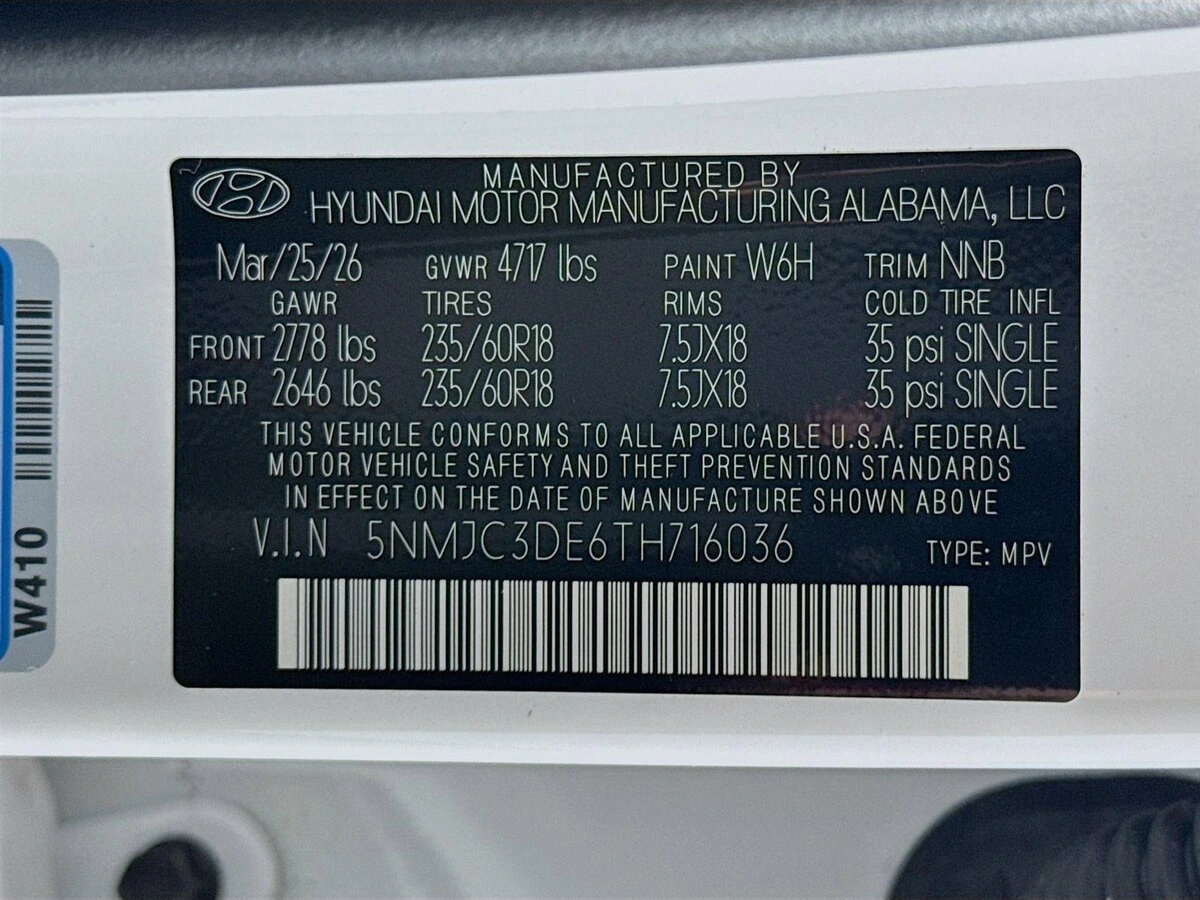 MANUFACTURED BY
HYUNDAI MOTOR MANUFACTURING ALABAMA, LLC
Mar/25/26 GVWR 4717 lbs PAINT W6H TRIM NNB
GAWR TIRES RIMS COLD TIRE INFL
FRONT 2778 lbs 235/60R18 7.5JX18 35 psi SINGLE
REAR 2646 lbs 235/60R18 7.5JX18 35 psi SINGLE
THIS VEHICLE CONFORMS TO ALL APPLICABLE U.S.A. FEDERAL
MOTOR VEHICLE SAFETY AND THEFT PREVENTION STANDARDS
IN EFFECT ON THE DATE OF MANUFACTURE SHOWN ABOVE
V.I.N 5NMJC3DE6TH716036 TYPE: MPV
W410